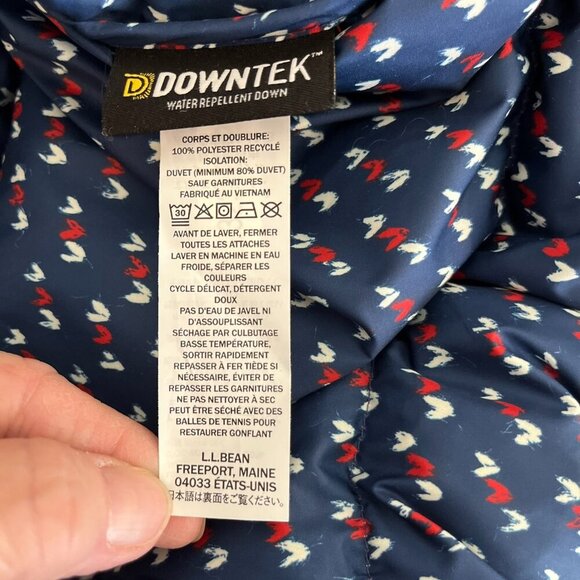 DOWNTEK™
WATER REPELLENT DOWN
CORPS ET DOUBLURE:
100% POLYESTER RECYCLÉ
ISOLATION:
DUVET (MINIMUM 80% DUVET)
SAUF GARNITURES
FABRIQUÉ AU VIETNAM
30
AVANT DE LAVER, FERMER
TOUTES LES ATTACHES
LAVER EN MACHINE EN EAU
FROIDE, SÉPARER LES
COULEURS
CYCLE DÉLICAT, DÉTERGENT
DOUX
PAS D'EAU DE JAVEL NI
D'ASSOUPLISSANT
SÉCHAGE PAR CULBUTAGE
BASSE TEMPÉRATURE,
SORTIR RAPIDEMENT
REPASSER À FER TIÈDE SI
NÉCESSAIRE, ÉVITER DE
REPASSER LES GARNITURES
NE PAS NETTOYER À SEC
PEUT ÊTRE SÉCHÉ AVEC DES
BALLES DE TENNIS POUR
RESTAURER GONFLANT
L.L.BEAN
FREEPORT, MAINE
04033 ÉTATS-UNIS
日本語は裏面をご覧ください。